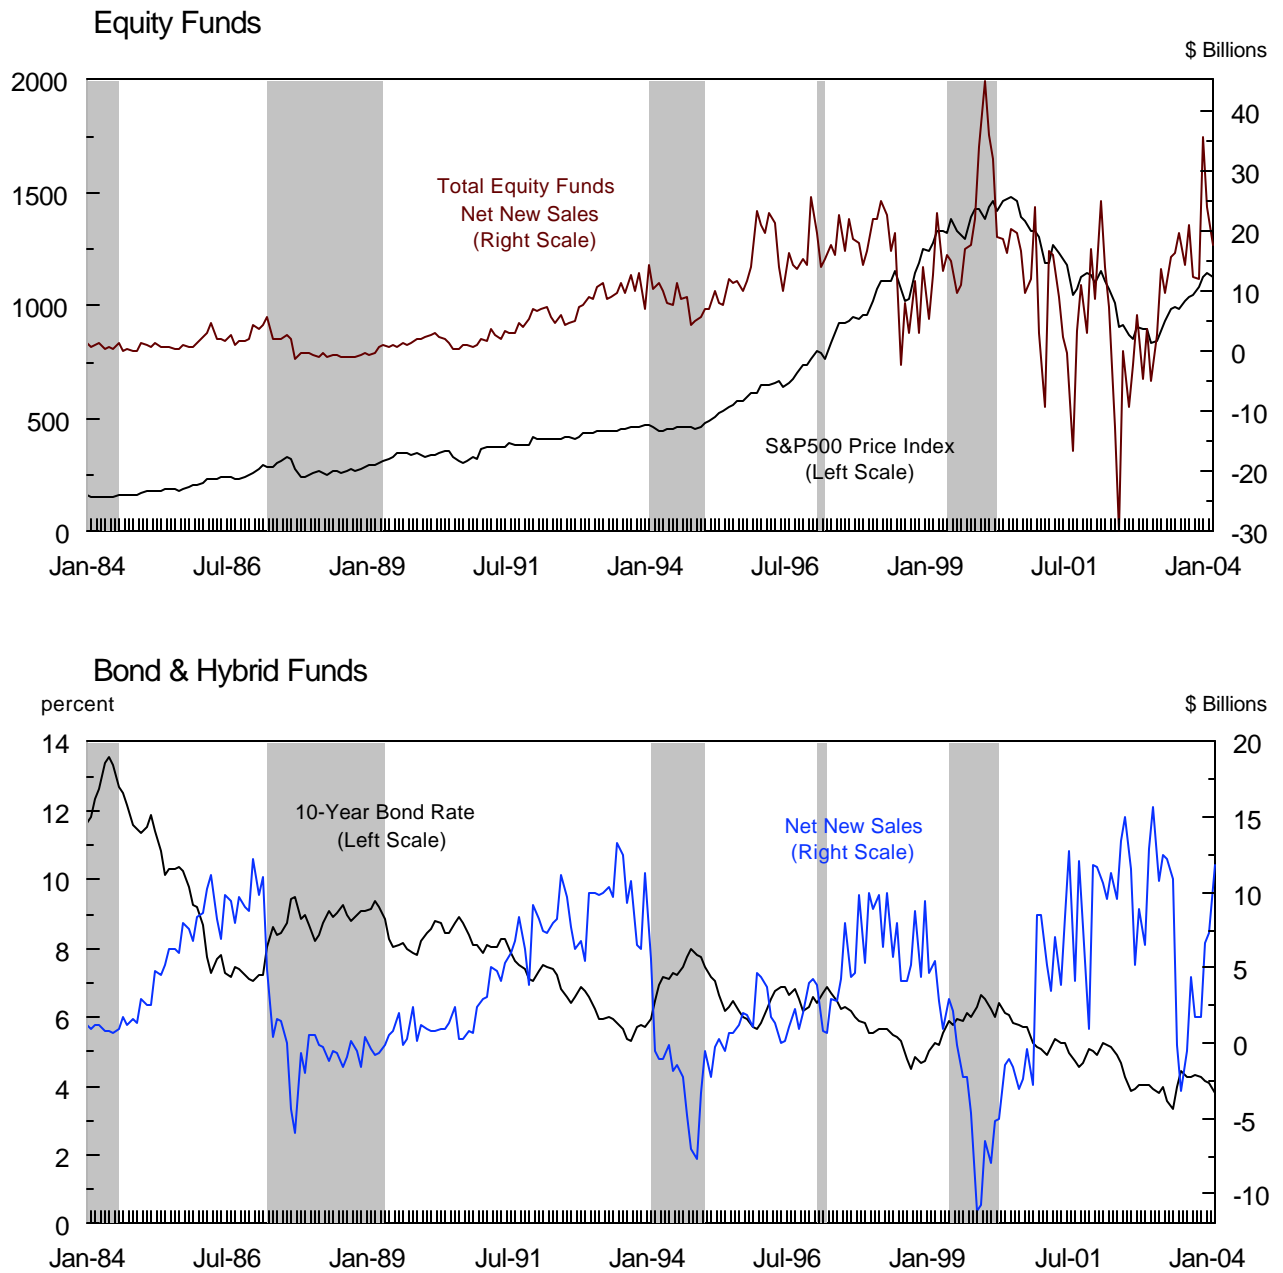 Equity Funds
$ Billions
2000
1500
1000
500
0
40
30
20
10
0
-10
-20
-30
Total Equity Funds
Net New Sales
(Right Scale)
S&P500 Price Index
(Left Scale)
Jan-84 Jul-86 Jan-89 Jul-91 Jan-94 Jul-96 Jan-99 Jul-01 Jan-04
Bond & Hybrid Funds
percent
$ Billions
14
12
10
8
6
4
2
0
20
15
10
5
0
-5
-10
10-Year Bond Rate
(Left Scale)
Net New Sales
(Right Scale)
Jan-84 Jul-86 Jan-89 Jul-91 Jan-94 Jul-96 Jan-99 Jul-01 Jan-04